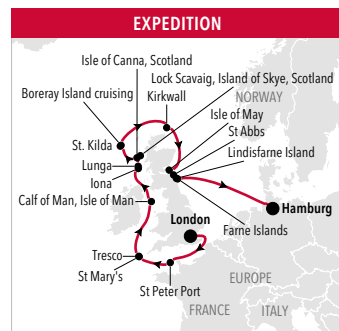 EXPEDITION
Isle of Canna, Scotland
Lock Scavaig, Island of Skye, Scotland
Boreray Island cruising
Kirkwall
NORWAY
Isle of May
St Abbs
St. Kilda
Lindisfarne Island
Lunga
Iona
Calf of Man, Isle of Man
London
Hamburg
Farne Islands
Tresco
St Mary's
EUROPE
St Peter Port
FRANCE
ITALY